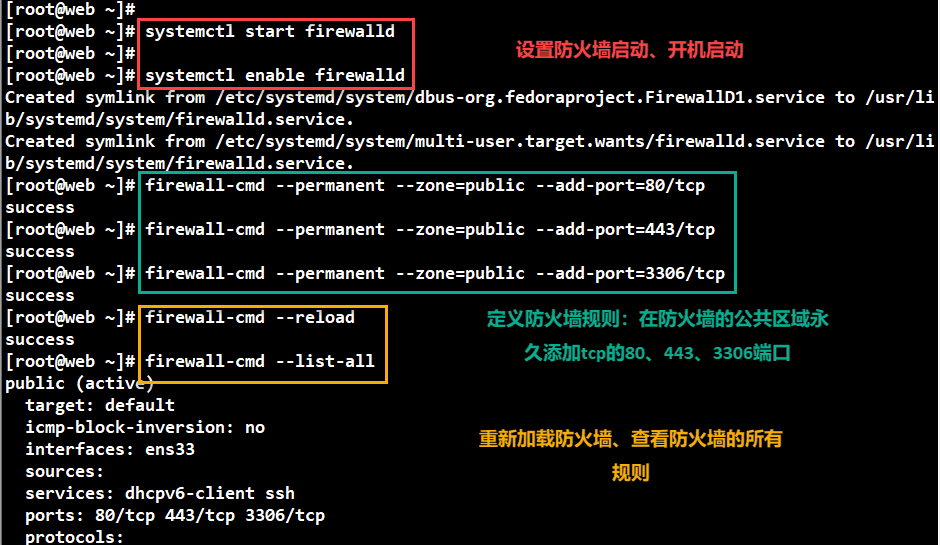 [root@web ~]#
[root@web ~]# systemctl start firewalld
[root@web ~]#
设置防火墙启动、开机启动
[root@web ~]# systemctl enable firewalld
Created symlink from /etc/systemd/system/dbus-org.fedoraproject.FirewallD1.service to /usr/li
b/systemd/system/firewalld.service.
Created symlink from /etc/systemd/system/multi-user.target.wants/firewalld.service to /usr/li
b/systemd/system/firewalld.service.
[root@web ~]# firewall-cmd --permanent --zone=public --add-port=80/tcp
success
[root@web ~]# firewall-cmd --permanent --zone=public --add-port=443/tcp
success
[root@web ~]# firewall-cmd --permanent --zone=public --add-port=3306/tcp
success
[root@web ~]# firewall-cmd --reload
定义防火墙规则：在防火墙的公共区域永
success
久添加tcp的80、443、3306端口
[root@web ~]# firewall-cmd --list-all
public (active)
target: default
icmp-block-inversion: no
重新加载防火墙、查看防火墙的所有
interfaces: ens33
sources:
规则
services: dhcpv6-client ssh
ports: 80/tcp 443/tcp 3306/tcp
protocols: